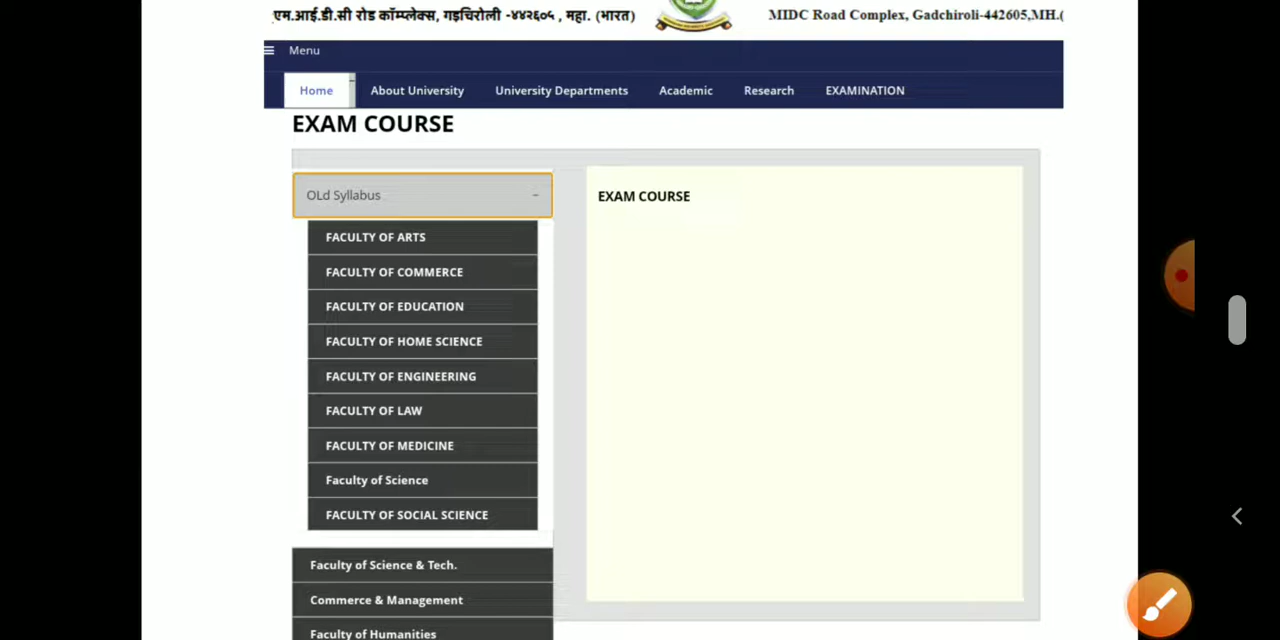 एम.आई.डी.सी रोड कॉम्प्लेक्स, गडचिरोली -४४२६०५ , महा. (भारत)
MIDC Road Complex, Gadchiroli-442605,MH.(
Menu
Home
About University
University Departments
Academic
Research
EXAMINATION
EXAM COURSE
OLd Syllabus
EXAM COURSE
FACULTY OF ARTS
FACULTY OF COMMERCE
FACULTY OF EDUCATION
FACULTY OF HOME SCIENCE
FACULTY OF ENGINEERING
FACULTY OF LAW
FACULTY OF MEDICINE
Faculty of Science
FACULTY OF SOCIAL SCIENCE
Faculty of Science & Tech.
Commerce & Management
Faculty of Humanities